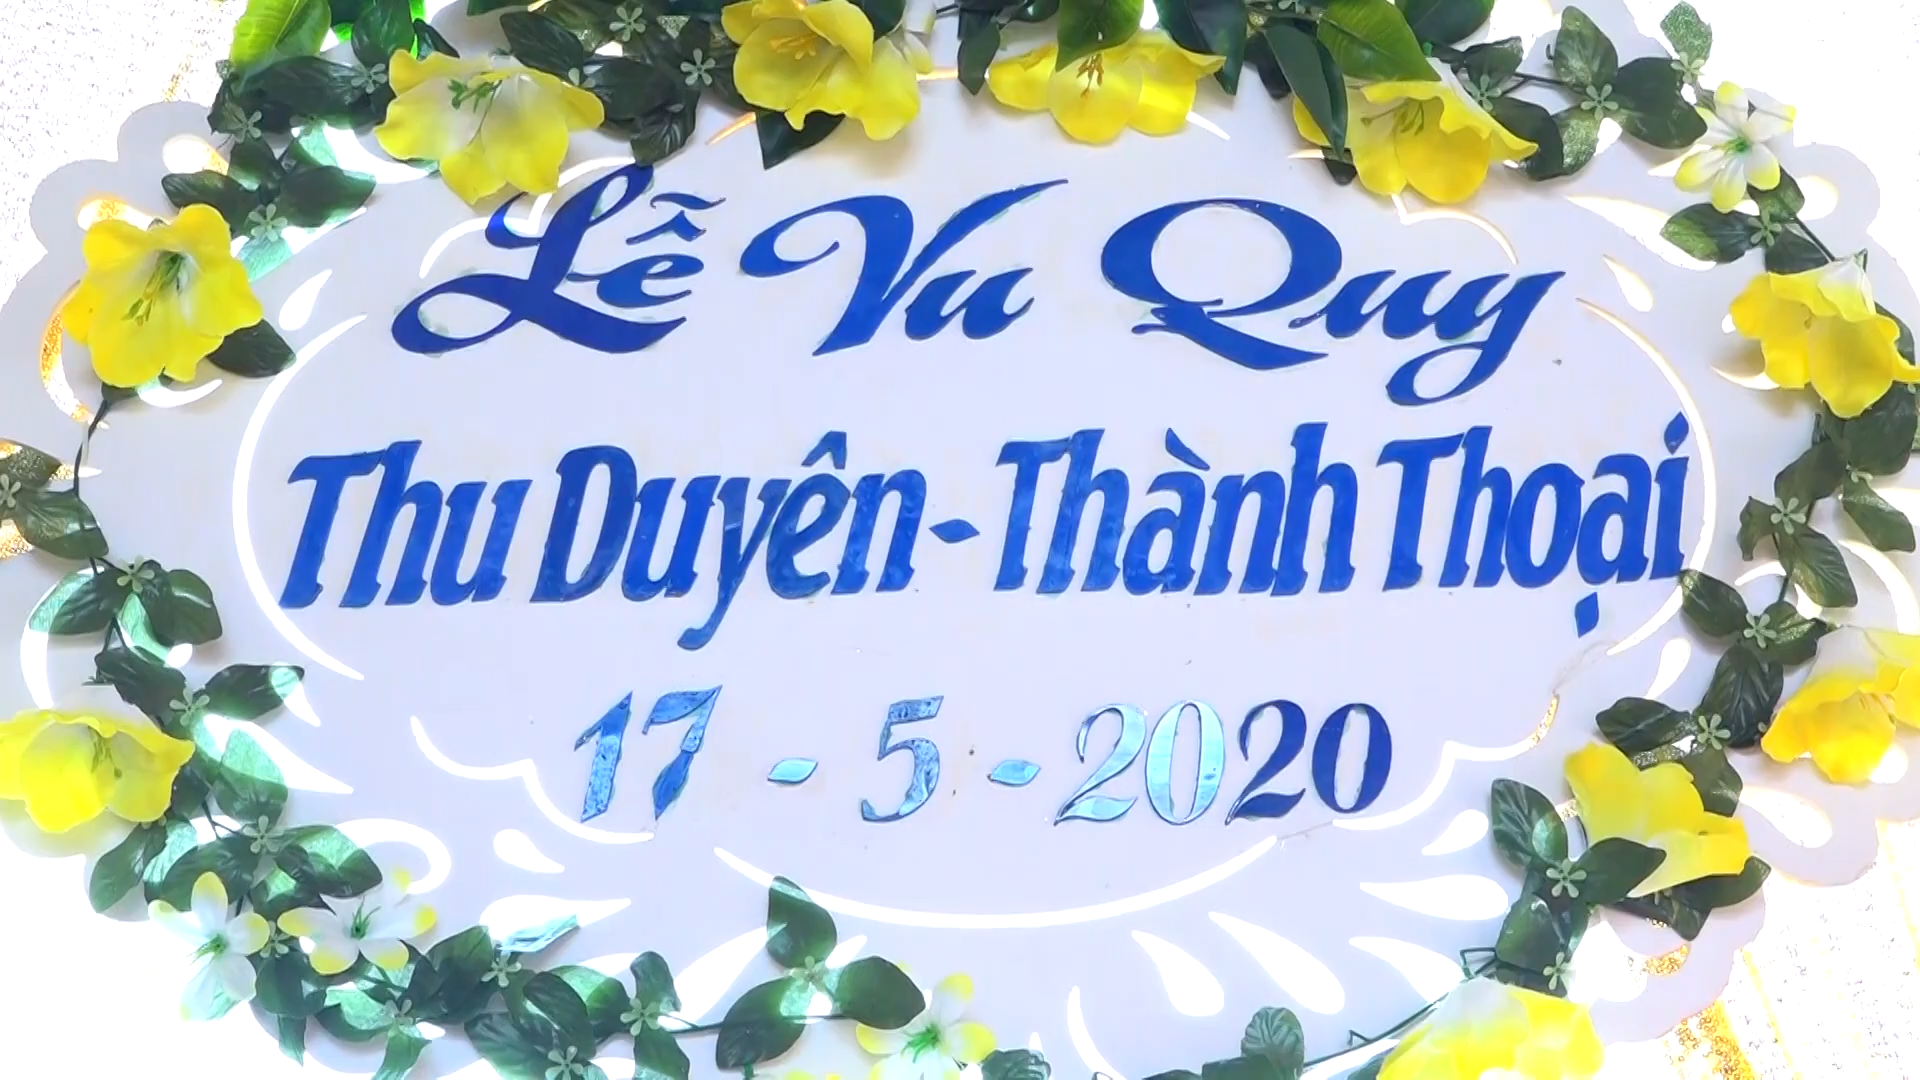 Lễ Vu Quy
Thu Duyên - Thành Thoại
17 - 5 - 2020